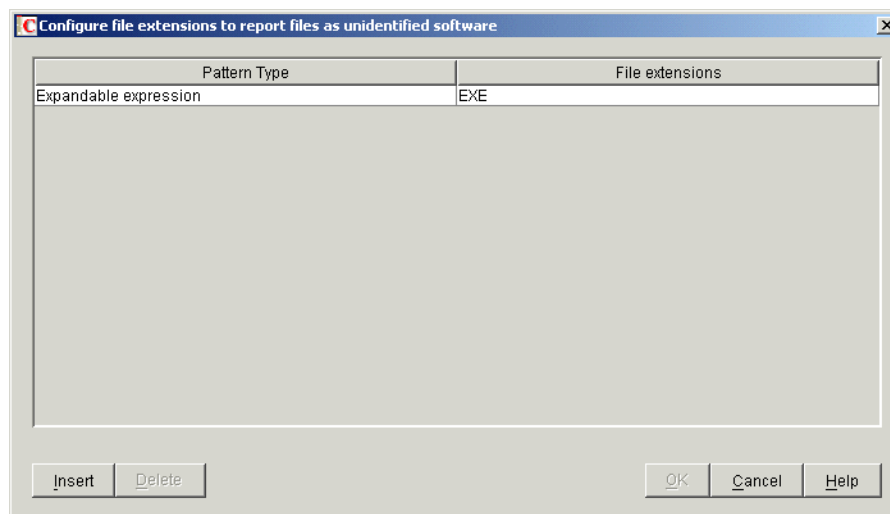 Configure file extensions to report files as unidentified software
Pattern Type File extensions
Expandable expression EXE
Insert Delete OK Cancel Help